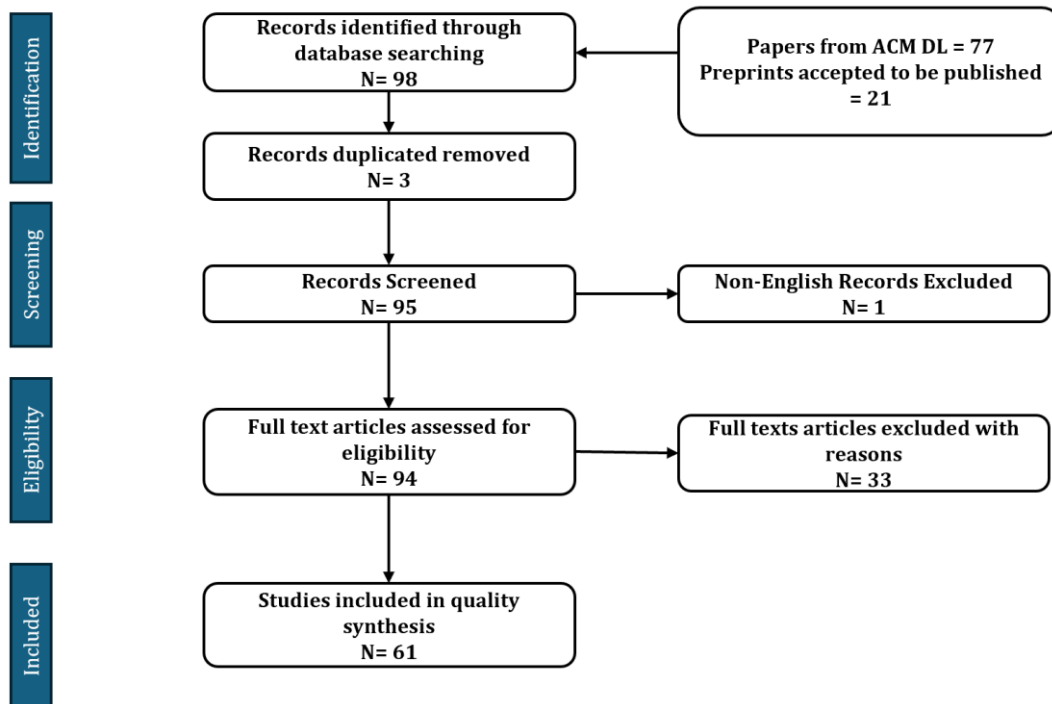 Identification
Records identified through
database searching
N= 98
Papers from ACM DL = 77
Preprints accepted to be published
= 21
Records duplicated removed
N= 3
Screening
Records Screened
N= 95
Non-English Records Excluded
N= 1
Eligibility
Full text articles assessed for
eligibility
N= 94
Full texts articles excluded with
reasons
N= 33
Included
Studies included in quality
synthesis
N= 61